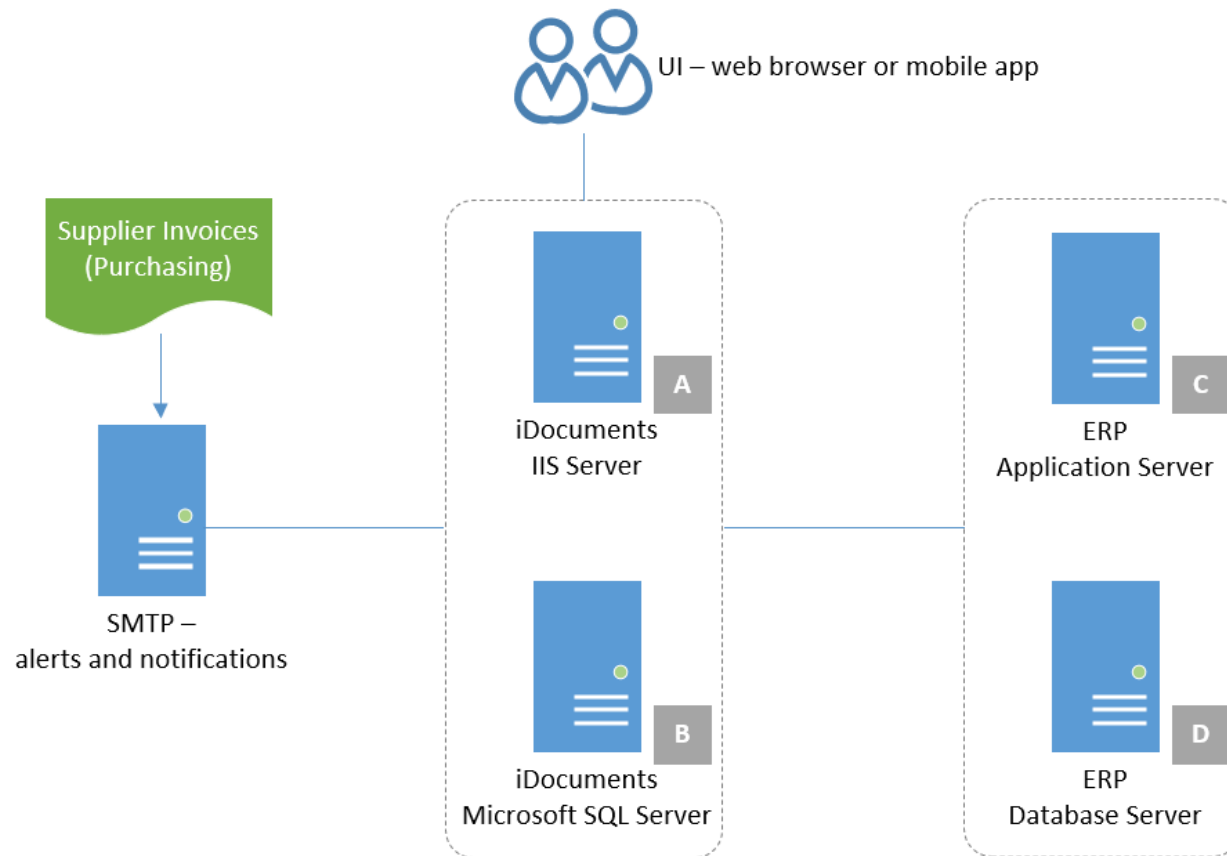 UI – web browser or mobile app
Supplier Invoices
(Purchasing)
A
iDocuments
IIS Server
C
ERP
Application Server
SMTP –
alerts and notifications
B
iDocuments
Microsoft SQL Server
D
ERP
Database Server